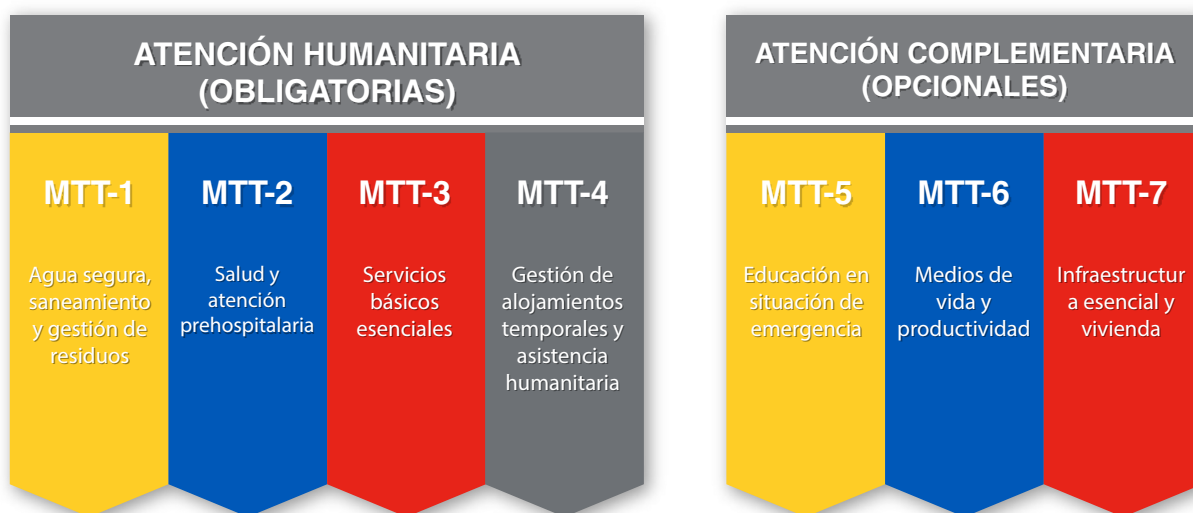 ATENCIÓN HUMANITARIA
(OBLIGATORIAS)
MTT-1
Agua segura,
saneamiento
y gestión de
residuos
MTT-2
Salud y
atención
prehospitalaria
MTT-3
Servicios
básicos
esenciales
MTT-4
Gestión de
alojamientos
temporales y
asistencia
humanitaria
ATENCIÓN COMPLEMENTARIA
(OPCIONALES)
MTT-5
Educación en
situación de
emergencia
MTT-6
Medios de
vida y
productividad
MTT-7
Infraestructur
a esencial y
vivienda